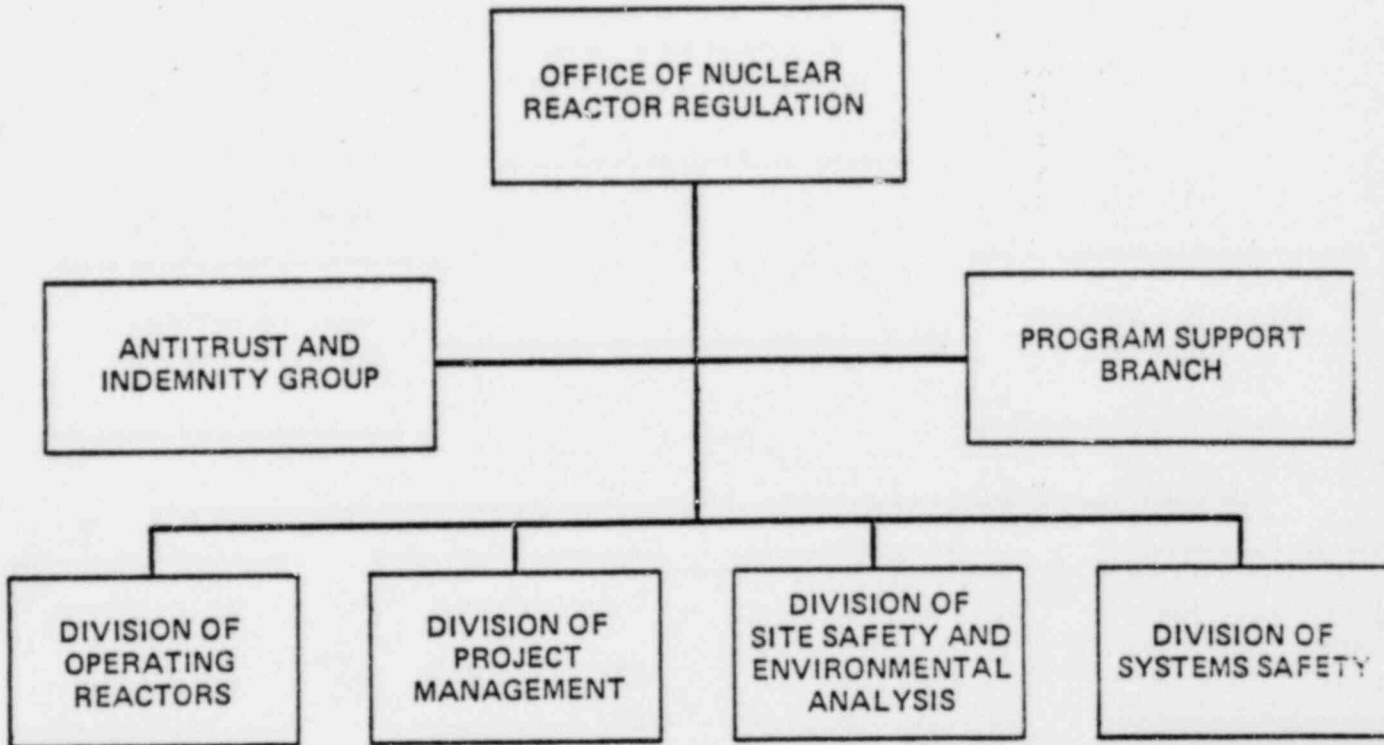 OFFICE OF NUCLEAR
REACTOR REGULATION
ANTITRUST AND
INDEMNITY GROUP
PROGRAM SUPPORT
BRANCH
DIVISION OF
OPERATING
REACTORS
DIVISION OF
PROJECT
MANAGEMENT
DIVISION OF
SITE SAFETY AND
ENVIRONMENTAL
ANALYSIS
DIVISION OF
SYSTEMS SAFETY